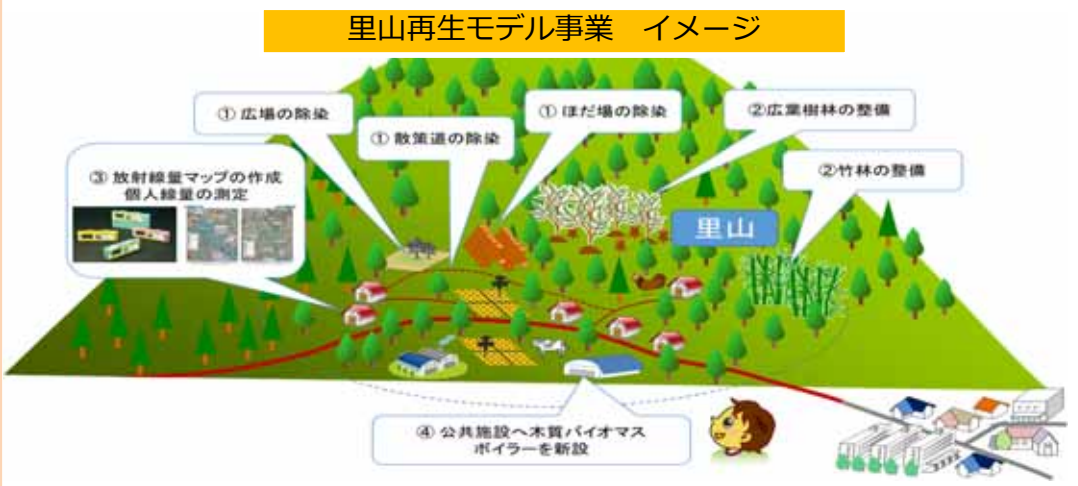 里山再生モデル事業　イメージ
① 広場の除染
① ほだ場の除染
②広葉樹林の整備
① 散策道の除染
②竹林の整備
③ 放射線量マップの作成
個人線量の測定
里山
④ 公共施設へ木質バイオマス
ボイラーを新設